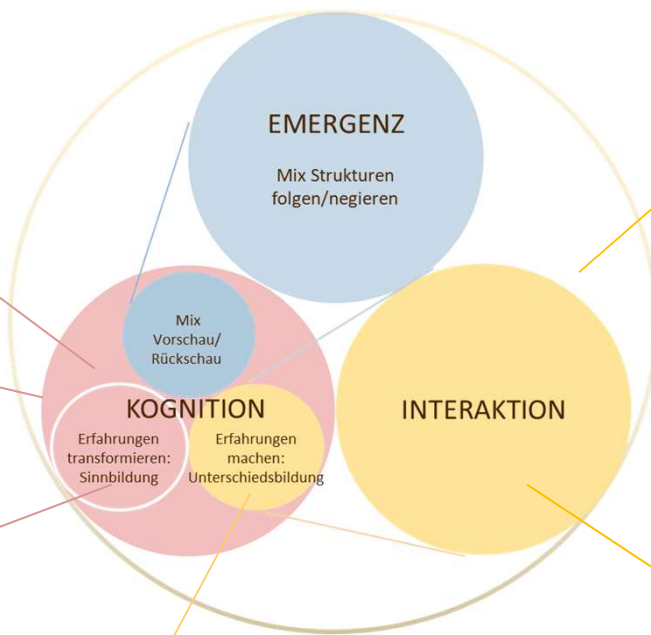 EMERGENZ
Mix Strukturen
folgen/negieren
Mix
Vorschau/
Rückschau
KOGNITION
Erfahrungen
transformieren:
Sinnbildung
Erfahrungen
machen:
Unterschiedsbildung
INTERAKTION